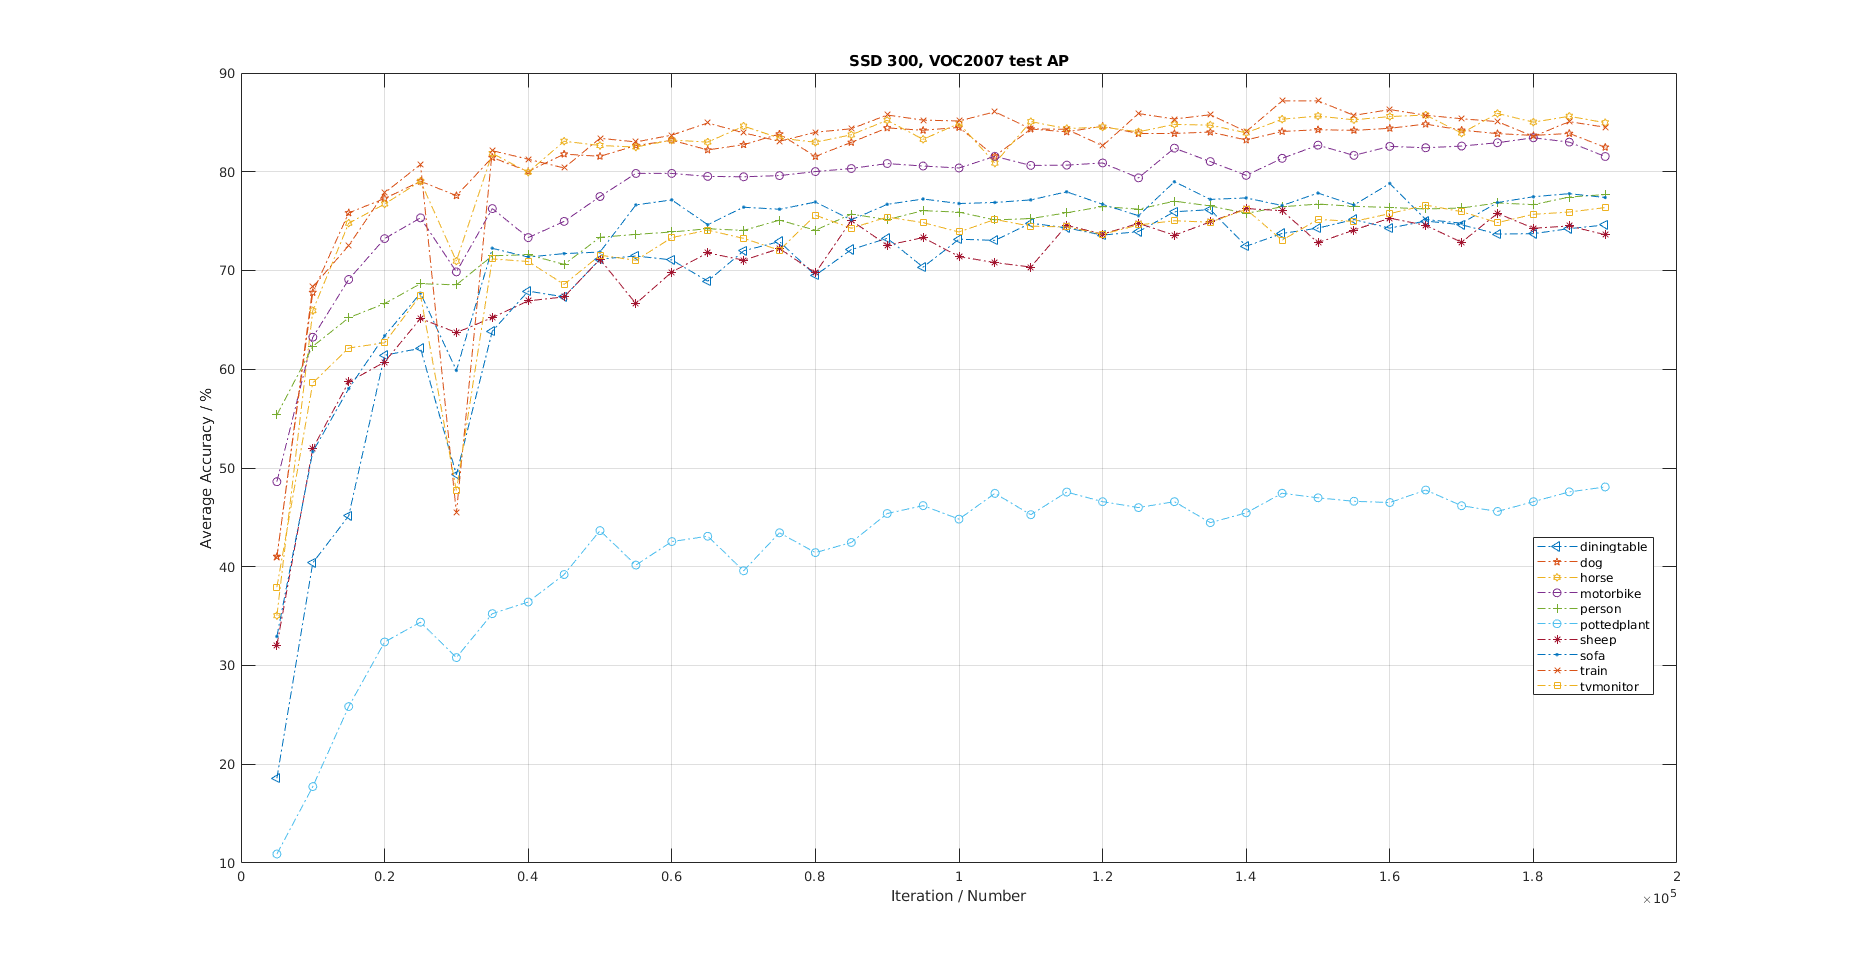 SSD 300, VOC2007 test AP
90
80
70
60
50
40
30
20
10
Average Accuracy / %
diningtable
dog
horse
motorbike
person
pottedplant
sheep
sofa
train
tvmonitor
0 0.2 0.4 0.6 0.8 1 1.2 1.4 1.6 1.8 2
Iteration / Number
×10^5